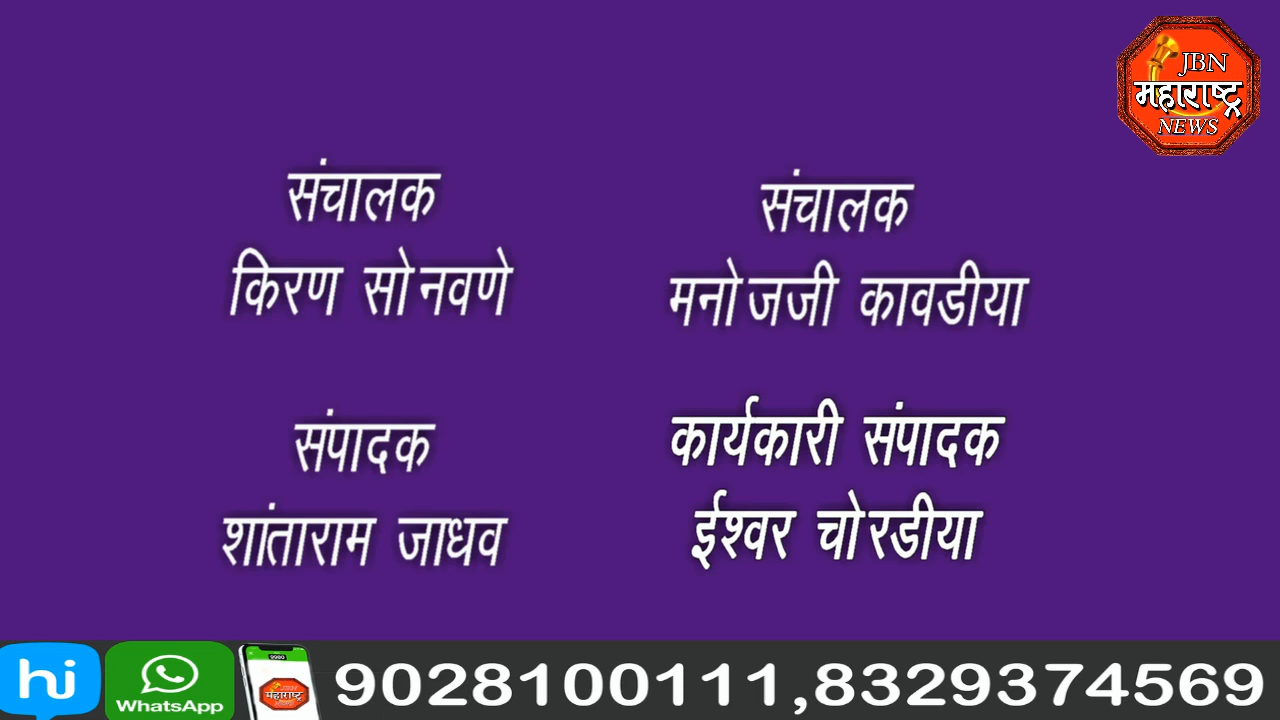 JBN
महाराष्ट्र
NEWS
संचालक
किरण सोनवणे
संचालक
मनोजजी कावडीया
संपादक
शांताराम जाधव
कार्यकारी संपादक
ईश्वर चोरडीया
hi
WhatsApp
महाराष्ट्र
9028100111,8329374569